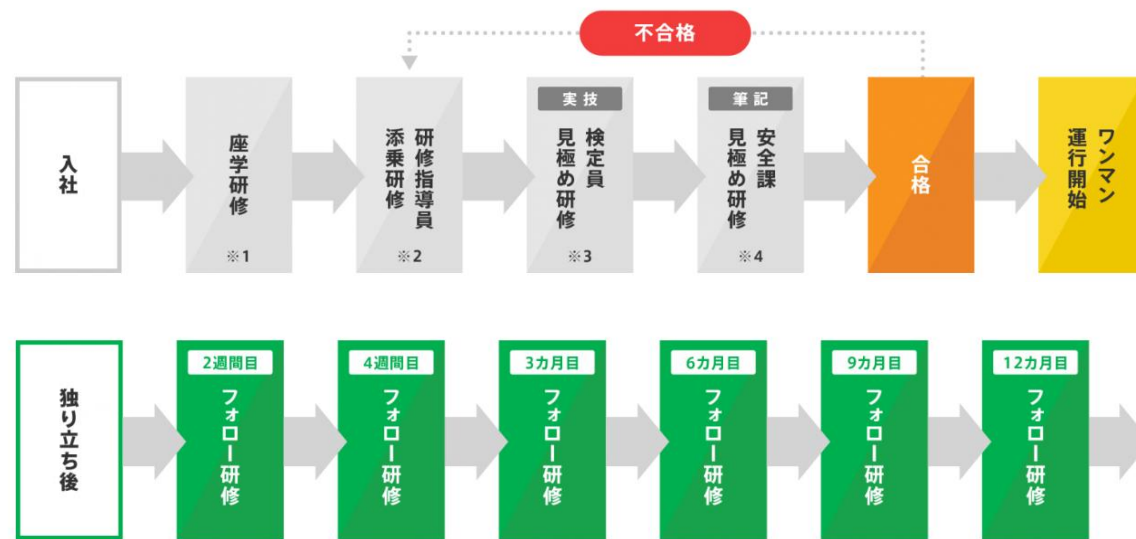 不合格
入社
座学研修
※1
研修指導員
添乗研修
※2
実技
検定員
見極め研修
※3
筆記
安全課
見極め研修
※4
合格
ワンマン
運行開始
独り立ち後
2週間目
フォロー研修
4週間目
フォロー研修
3カ月目
フォロー研修
6カ月目
フォロー研修
9カ月目
フォロー研修
12カ月目
フォロー研修